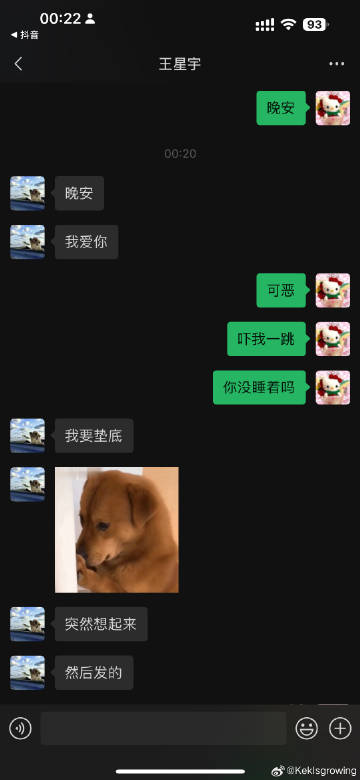 00:22
93
抖音
王星宇
晚安
00:20
晚安
我爱你
可恶
吓我一跳
你没睡着吗
我要垫底
突然想起来
然后发的
@KekIsgrowing